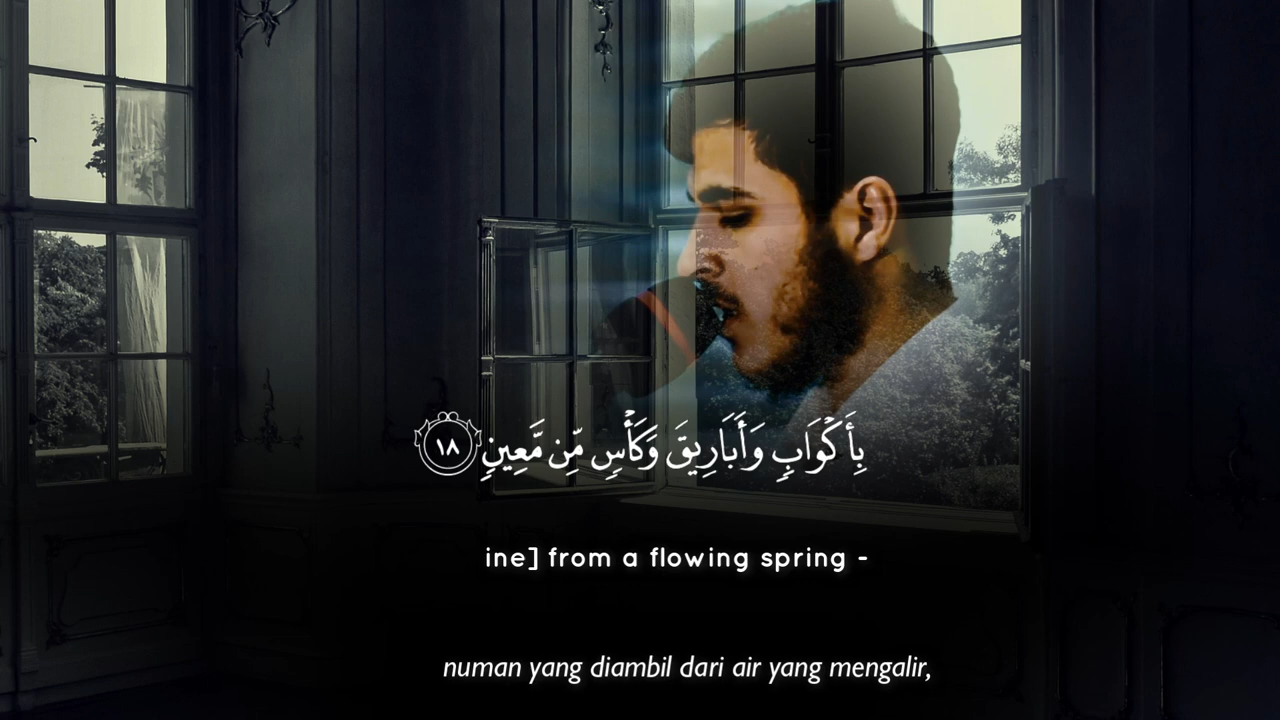 بِأَكْوَابٍ وَأَبَارِيقَ وَكَأْسٍ مِّن مَّعِينٍ ١٨
ine] from a flowing spring -
numan yang diambil dari air yang mengalir,